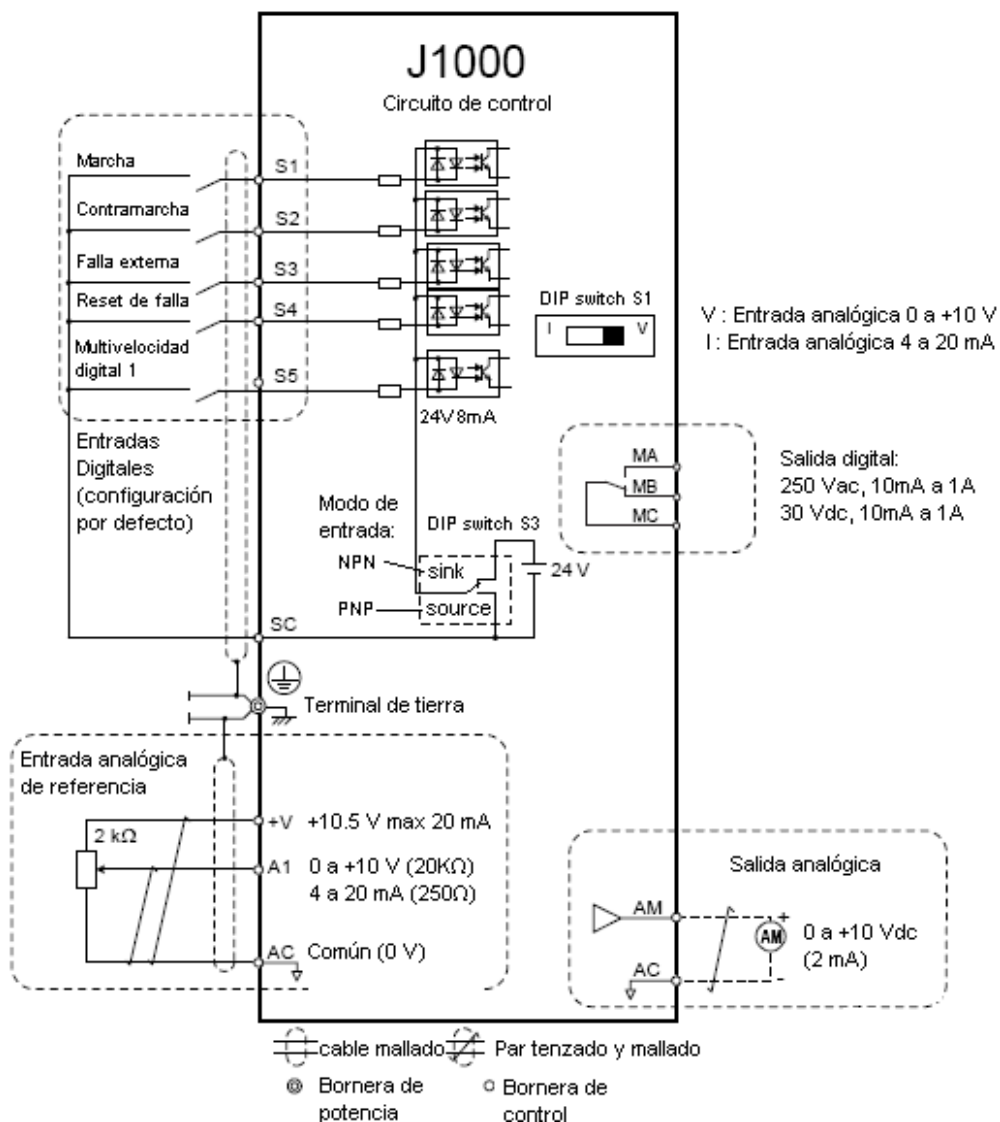 J1000
Circuito de control
Marcha
S1
Contramarcha
S2
Falla externa
S3
Reset de falla
S4
Multivelocidad
digital 1
S5
24V 8mA
DIP switch S1
I
V
V : Entrada analógica 0 a +10 V
I : Entrada analógica 4 a 20 mA
Entradas
Digitales
(configuración
por defecto)
MA
MB
MC
Salida digital:
250 Vac, 10mA a 1A
30 Vdc, 10mA a 1A
Modo de
entrada:
DIP switch S3
NPN
sink
24 V
PNP
source
SC
Terminal de tierra
Entrada analógica
de referencia
2 kΩ
+V
+10.5 V max 20 mA
A1
0 a +10 V (20KΩ)
4 a 20 mA (250Ω)
AC
Común (0 V)
Salida analógica
AM
+
AM
0 a +10 Vdc
(2 mA)
AC
-
cable mallado
Par tenzado y mallado
Bornera de
potencia
Bornera de
control